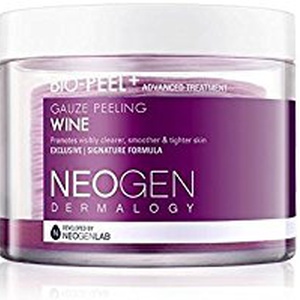 BIO-PEEL+ ADVANCED TREATMENT
GAUZE PEELING
WINE
Promotes visibly clearer, smoother & tighter skin
EXCLUSIVE | SIGNATURE FORMULA
NEOGEN
DERMALOGY
N DEVELOPED BY
NEOGENLAB